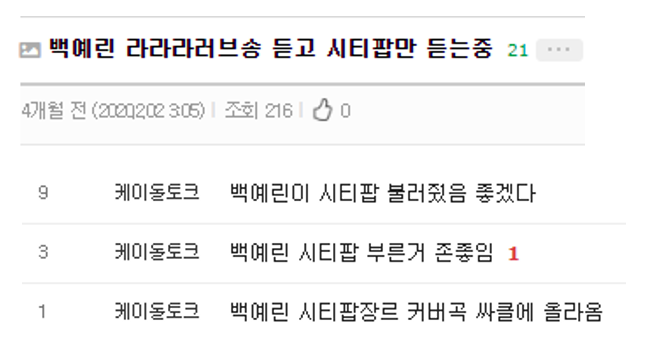 백예린 라라라러브송 듣고 시티팝만 듣는중 21 ···
4개월 전 (2020.2.02 3:05) | 조회 216 | 0
9 케이돌토크 백예린이 시티팝 불러줬음 좋겠다
3 케이돌토크 백예린 시티팝 부른거 존좋임 1
1 케이돌토크 백예린 시티팝장르 커버곡 싸클에 올라옴